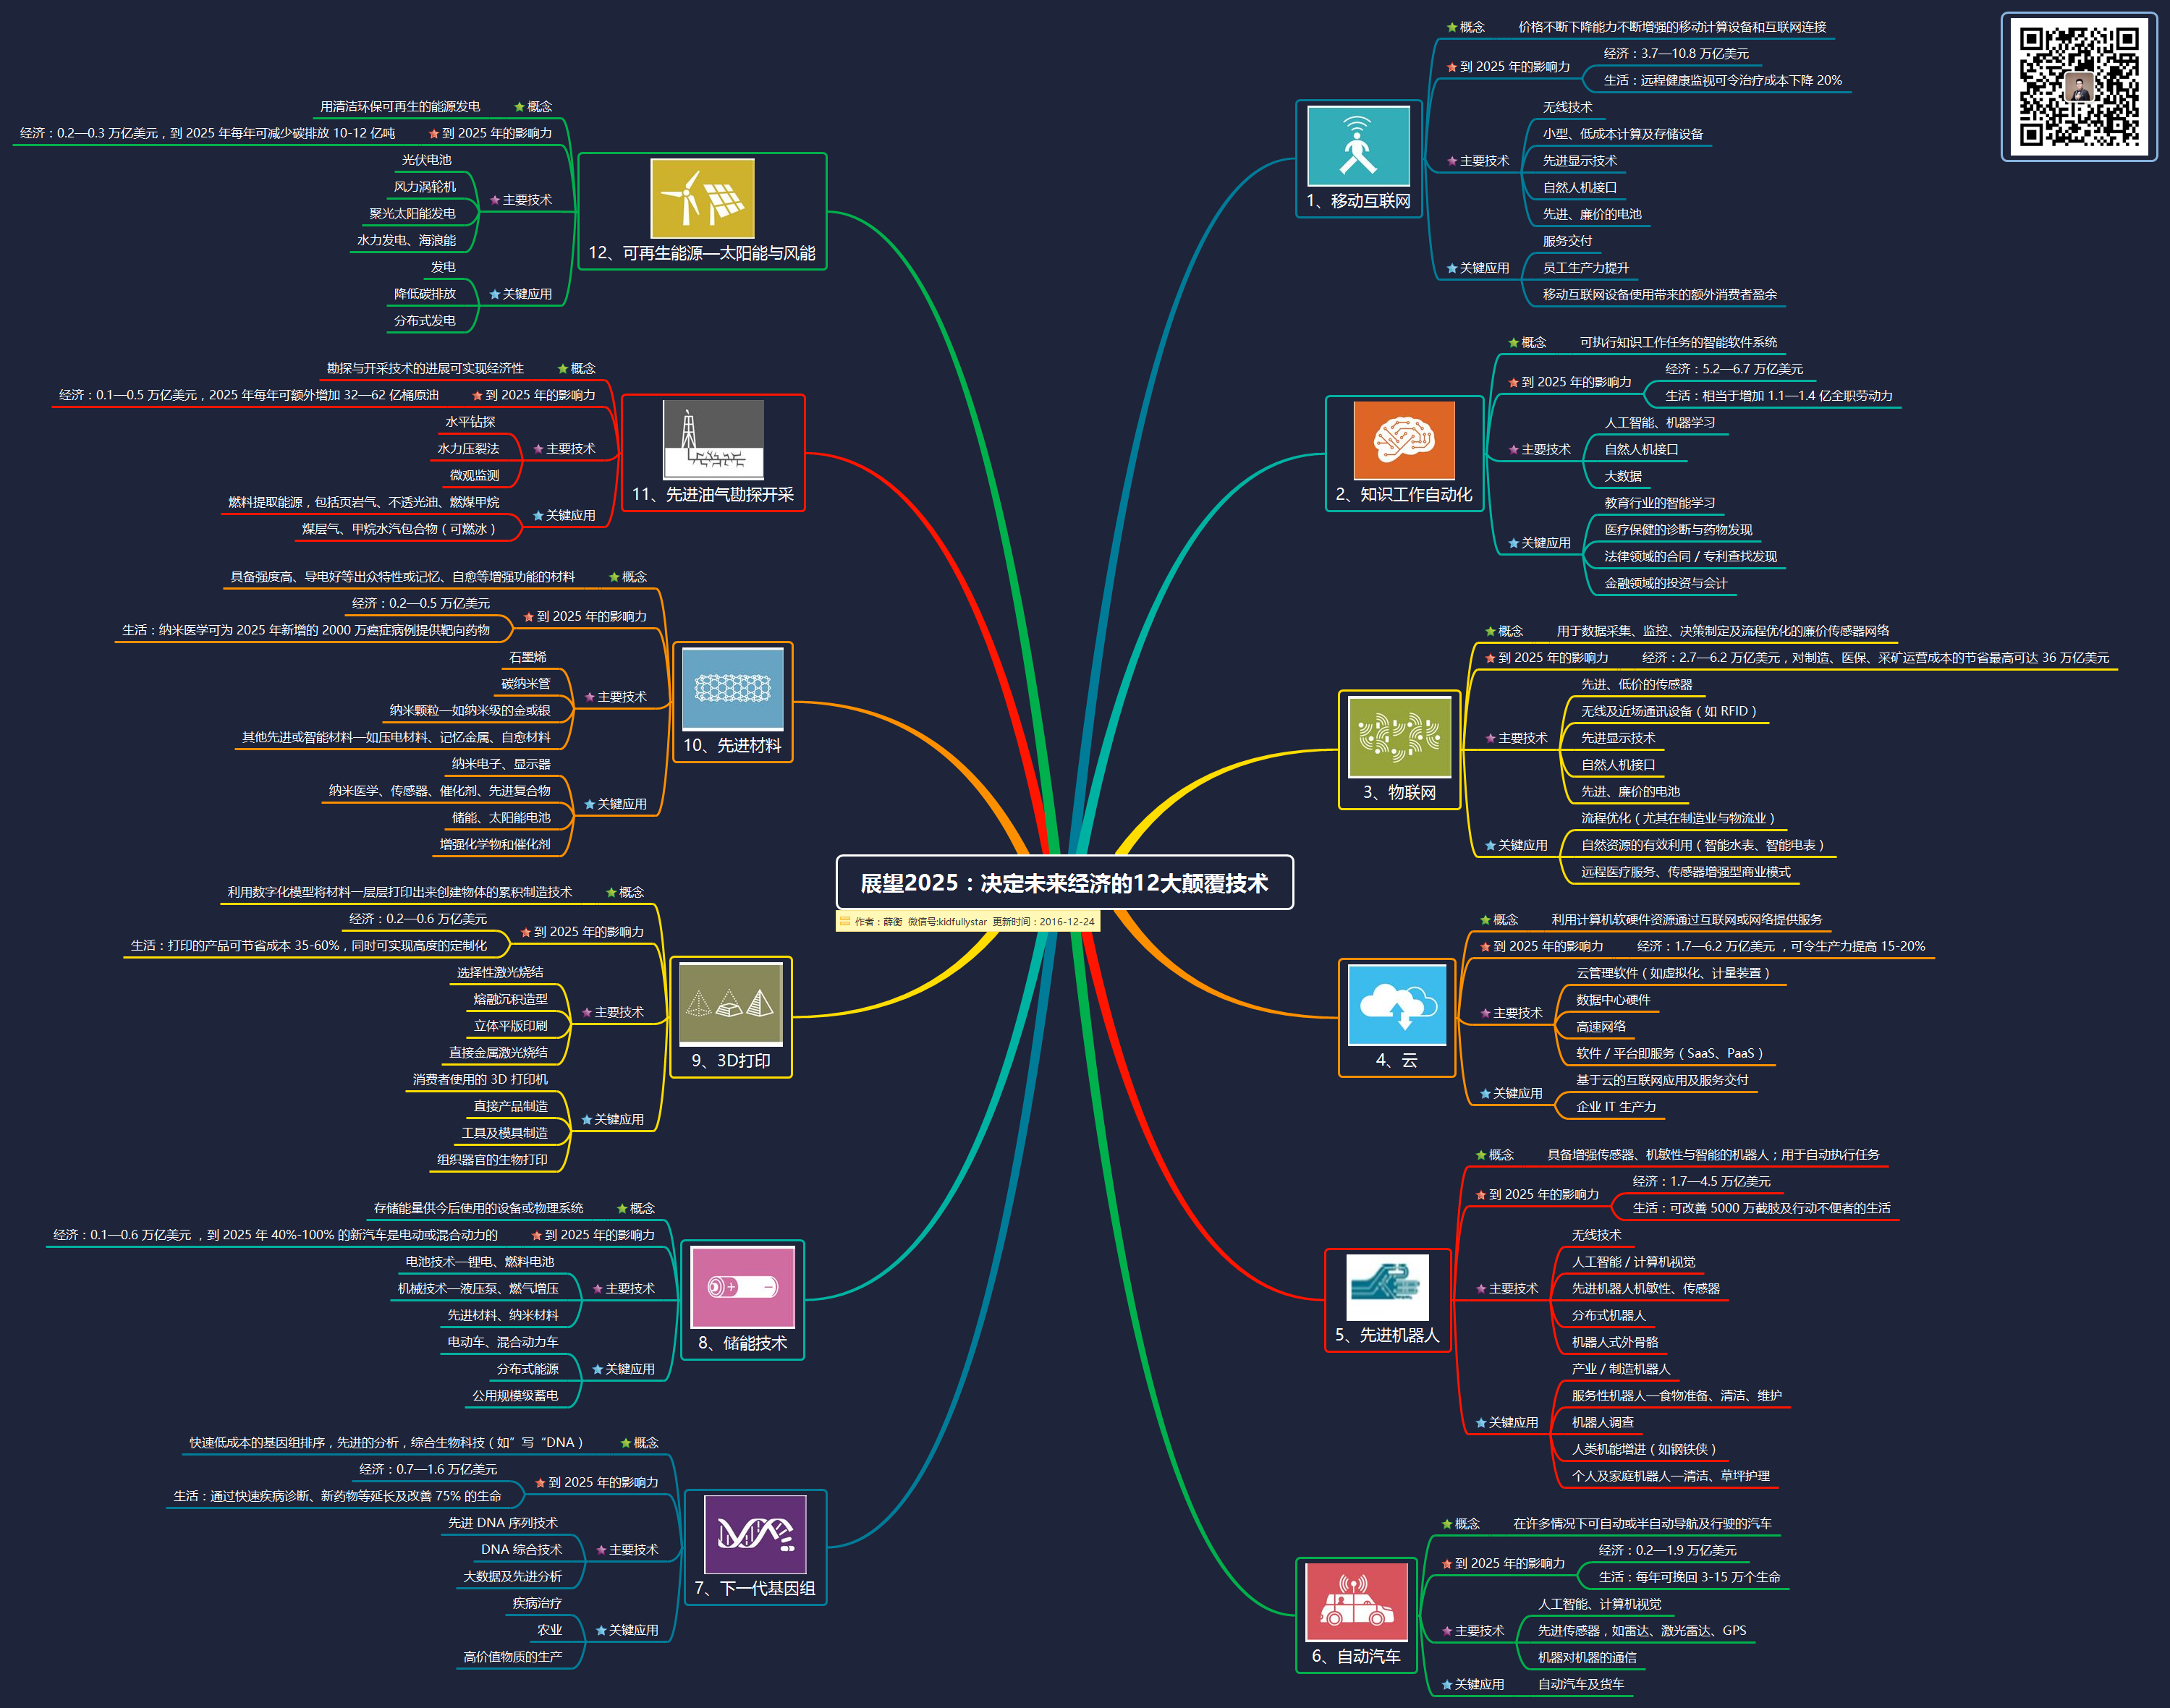 展望2025：决定未来经济的12大颠覆技术
作者：薛衡 微信号:kidfullystar 更新时间：2016-12-24
1、移动互联网
概念
价格不断下降能力不断增强的移动计算设备和互联网连接
到 2025 年的影响力
经济：3.7—10.8 万亿美元
生活：远程健康监视可令治疗成本下降 20%
主要技术
无线技术
小型、低成本计算及存储设备
先进显示技术
自然人机接口
先进、廉价的电池
关键应用
服务交付
员工生产力提升
移动互联网设备使用带来的额外消费者盈余
2、知识工作自动化
概念
可执行知识工作任务的智能软件系统
到 2025 年的影响力
经济：5.2—6.7 万亿美元
生活：相当于增加 1.1—1.4 亿全职劳动力
主要技术
人工智能、机器学习
自然人机接口
大数据
关键应用
教育行业的智能学习
医疗保健的诊断与药物发现
法律领域的合同 / 专利查找发现
金融领域的投资与会计
3、物联网
概念
用于数据采集、监控、决策制定及流程优化的廉价传感器网络
到 2025 年的影响力
经济：2.7—6.2 万亿美元，对制造、医保、采矿运营成本的节省最高可达 36 万亿美元
主要技术
先进、低价的传感器
无线及近场通讯设备（如 RFID ）
先进显示技术
自然人机接口
先进、廉价的电池
关键应用
流程优化（尤其在制造业与物流业）
自然资源的有效利用（智能水表、智能电表）
远程医疗服务、传感器增强型商业模式
4、云
概念
利用计算机软硬件资源通过互联网或网络提供服务
到 2025 年的影响力
经济：1.7—6.2 万亿美元 ，可令生产力提高 15-20%
主要技术
云管理软件（如虚拟化、计量装置）
数据中心硬件
高速网络
软件 / 平台即服务（SaaS、PaaS ）
关键应用
基于云的互联网应用及服务交付
企业 IT 生产力
5、先进机器人
概念
具备增强传感器、机敏性与智能的机器人；用于自动执行任务
到 2025 年的影响力
经济：1.7—4.5 万亿美元
生活：可改善 5000 万截肢及行动不便者的生活
主要技术
无线技术
人工智能 / 计算机视觉
先进机器人机敏性、传感器
分布式机器人
机器人式外骨骼
关键应用
产业 / 制造机器人
服务性机器人—食物准备、清洁、维护
机器人调查
人类机能增进（如钢铁侠）
个人及家庭机器人—清洁、草坪护理
6、自动汽车
概念
在许多情况下可自动或半自动导航及行驶的汽车
到 2025 年的影响力
经济：0.2—1.9 万亿美元
生活：每年可挽回 3-15 万个生命
主要技术
人工智能、计算机视觉
先进传感器，如雷达、激光雷达、GPS
机器对机器的通信
关键应用
自动汽车及货车
7、下一代基因组
概念
快速低成本的基因组排序，先进的分析，综合生物科技（如”写“DNA ）
到 2025 年的影响力
经济：0.7—1.6 万亿美元
生活：通过快速疾病诊断、新药物等延长及改善 75% 的生命
主要技术
先进 DNA 序列技术
DNA 综合技术
大数据及先进分析
关键应用
疾病治疗
农业
高价值物质的生产
8、储能技术
概念
存储能量供今后使用的设备或物理系统
到 2025 年的影响力
经济：0.1—0.6 万亿美元 ，到 2025 年 40%-100% 的新汽车是电动或混合动力的
主要技术
电池技术—锂电、燃料电池
机械技术—液压泵、燃气增压
先进材料、纳米材料
关键应用
电动车、混合动力车
分布式能源
公用规模级蓄电
9、3D打印
概念
利用数字化模型将材料一层层打印出来创建物体的累积制造技术
到 2025 年的影响力
经济：0.2—0.6 万亿美元
生活：打印的产品可节省成本 35-60%，同时可实现高度的定制化
主要技术
选择性激光烧结
熔融沉积造型
立体平版印刷
直接金属激光烧结
关键应用
消费者使用的 3D 打印机
直接产品制造
工具及模具制造
组织器官的生物打印
10、先进材料
概念
具备强度高、导电好等出众特性或记忆、自愈等增强功能的材料
到 2025 年的影响力
经济：0.2—0.5 万亿美元
生活：纳米医学可为 2025 年新增的 2000 万癌症病例提供靶向药物
主要技术
石墨烯
碳纳米管
纳米颗粒—如纳米级的金或银
其他先进或智能材料—如压电材料、记忆金属、自愈材料
关键应用
纳米电子、显示器
纳米医学、传感器、催化剂、先进复合物
储能、太阳能电池
增强化学物和催化剂
11、先进油气勘探开采
概念
勘探与开采技术的进展可实现经济性
到 2025 年的影响力
经济：0.1—0.5 万亿美元，2025 年每年可额外增加 32—62 亿桶原油
主要技术
水平钻探
水力压裂法
微观监测
关键应用
燃料提取能源，包括页岩气、不透光油、燃煤甲烷
煤层气、甲烷水汽包合物（可燃冰）
12、可再生能源—太阳能与风能
概念
用清洁环保可再生的能源发电
到 2025 年的影响力
经济：0.2—0.3 万亿美元，到 2025 年每年可减少碳排放 10-12 亿吨
主要技术
光伏电池
风力涡轮机
聚光太阳能发电
水力发电、海浪能
关键应用
发电
降低碳排放
分布式发电